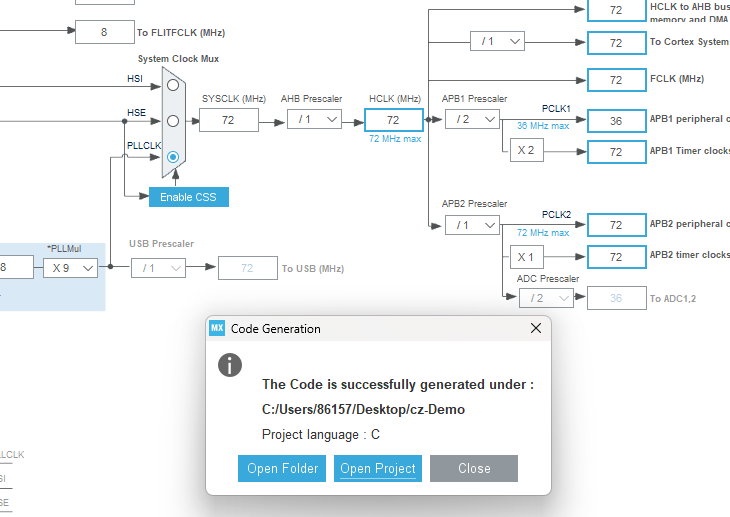 HCLK to AHB bus
memory and DMA
72
8
To FLITFCLK (MHz)
/ 1
72
To Cortex System
System Clock Mux
HSI
72
FCLK (MHz)
SYSCLK (MHz)
AHB Prescaler
HCLK (MHz)
APB1 Prescaler
PCLK1
HSE
72
/ 1
72
/ 2
36
APB1 peripheral c
36 MHz max
72 MHz max
PLLCLK
X 2
72
APB1 Timer clocks
Enable CSS
APB2 Prescaler
PCLK2
/ 1
72
APB2 peripheral c
72 MHz max
*PLLMul
USB Prescaler
X 1
72
APB2 timer clocks
8
X 9
/ 1
72
To USB (MHz)
ADC Prescaler
/ 2
36
To ADC1,2
MX
Code Generation
The Code is successfully generated under :
C:/Users/86157/Desktop/cz-Demo
Project language : C
Open Folder
Open Project
Close
LLCLK
SI
SE